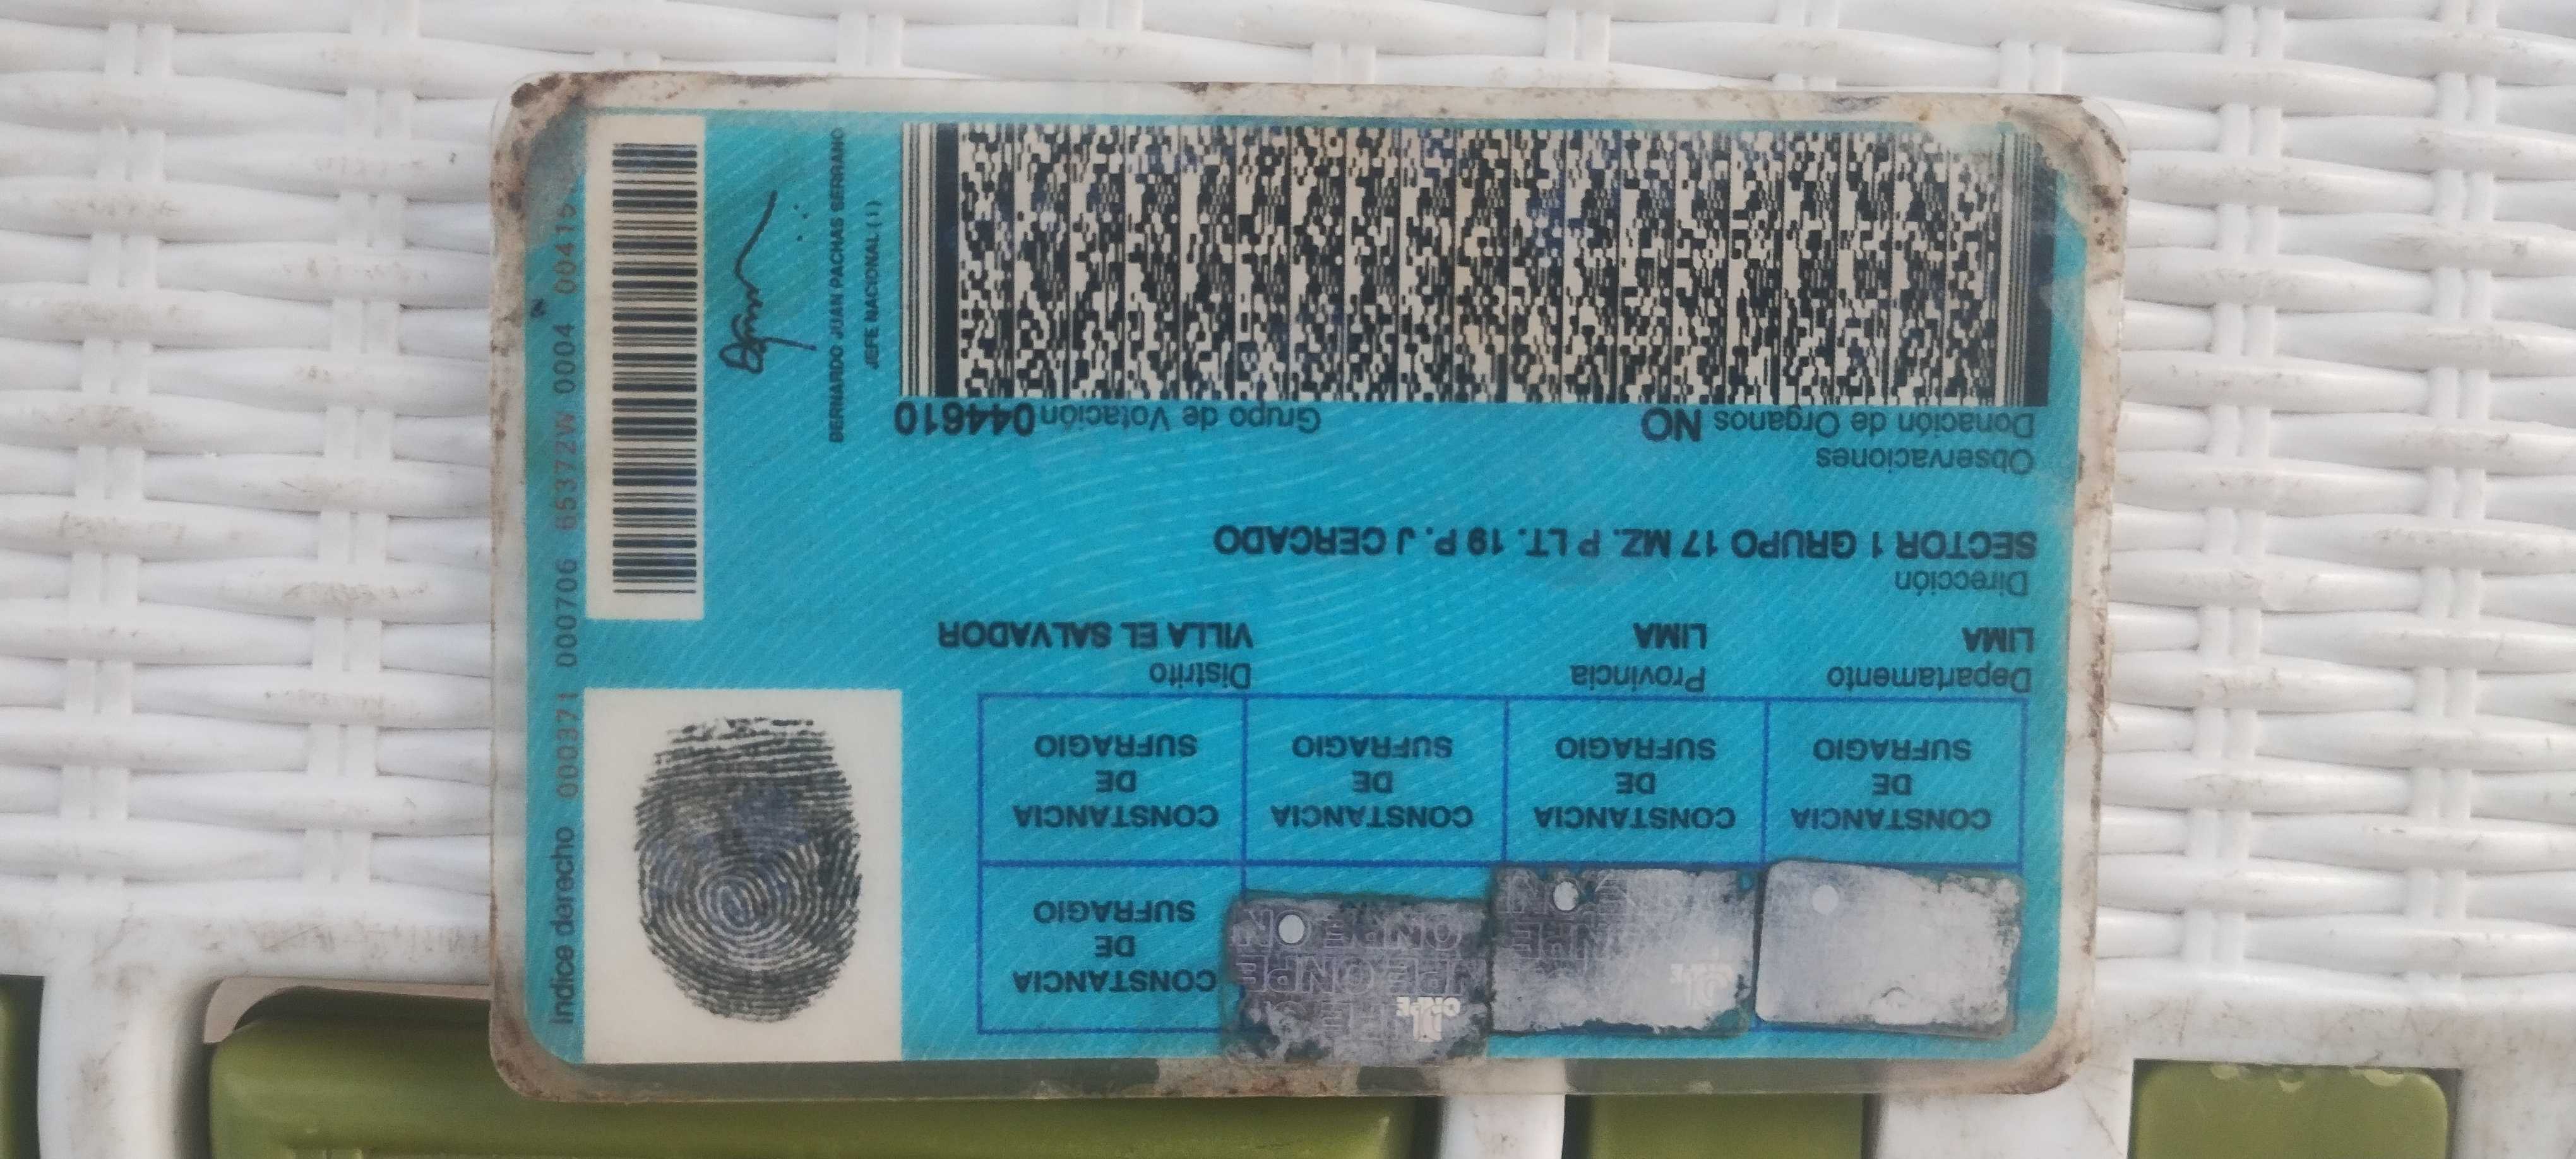 CONSTANCIA DE SUFRAGIO
CONSTANCIA DE SUFRAGIO
CONSTANCIA DE SUFRAGIO
CONSTANCIA DE SUFRAGIO
CONSTANCIA DE SUFRAGIO
Departamento Provincia Distrito
LIMA LIMA VILLA EL SALVADOR
Dirección
SECTOR 1 GRUPO 17 MZ. P LT. 19 P. J CERCADO
Observaciones
Donación de Organos NO Grupo de Votación 044610
ONPE
Indice derecho 000371 000706 65372W 0004
BERNARDO JUAN PACHAS SERRANO
JEFE NACIONAL (i)